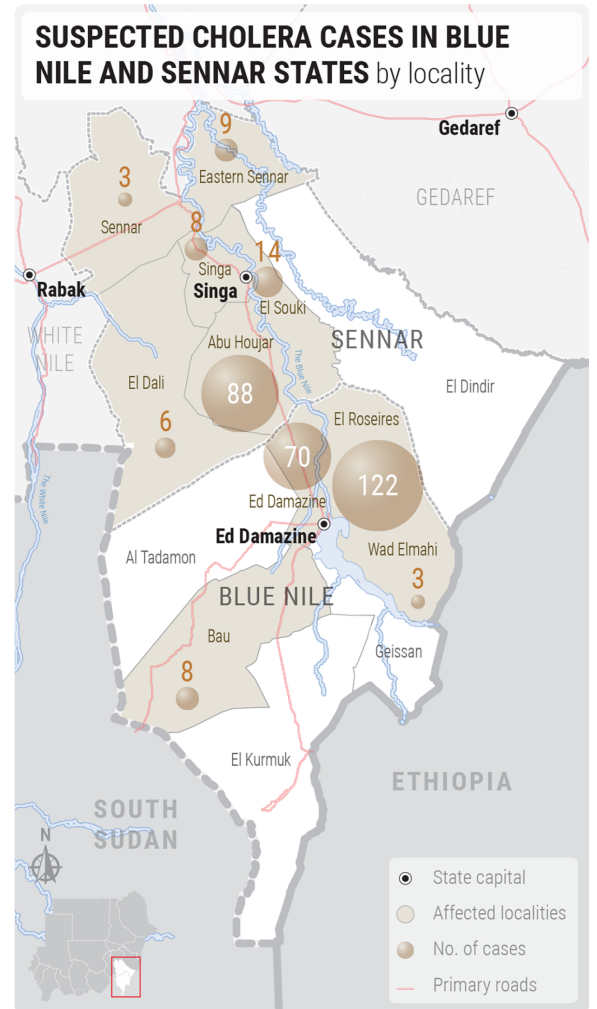 SUSPECTED CHOLERA CASES IN BLUE
NILE AND SENNAR STATES by locality
9
Gedaref
Eastern Sennar
3
GEDAREF
Sennar
8
14
Singa
Singa
Rabak
El Souki
WHITE
NILE
SENNAR
Abu Houjar
The Blue Nile
El Dali
88
El Dindir
6
El Roseires
70
122
The White Nile
Ed Damazine
Ed Damazine
Wad Elmahi
Al Tadamon
3
BLUE NILE
Bau
Geissan
8
El Kurmuk
ETHIOPIA
SOUTH
SUDAN
N
State capital
Affected localities
No. of cases
Primary roads